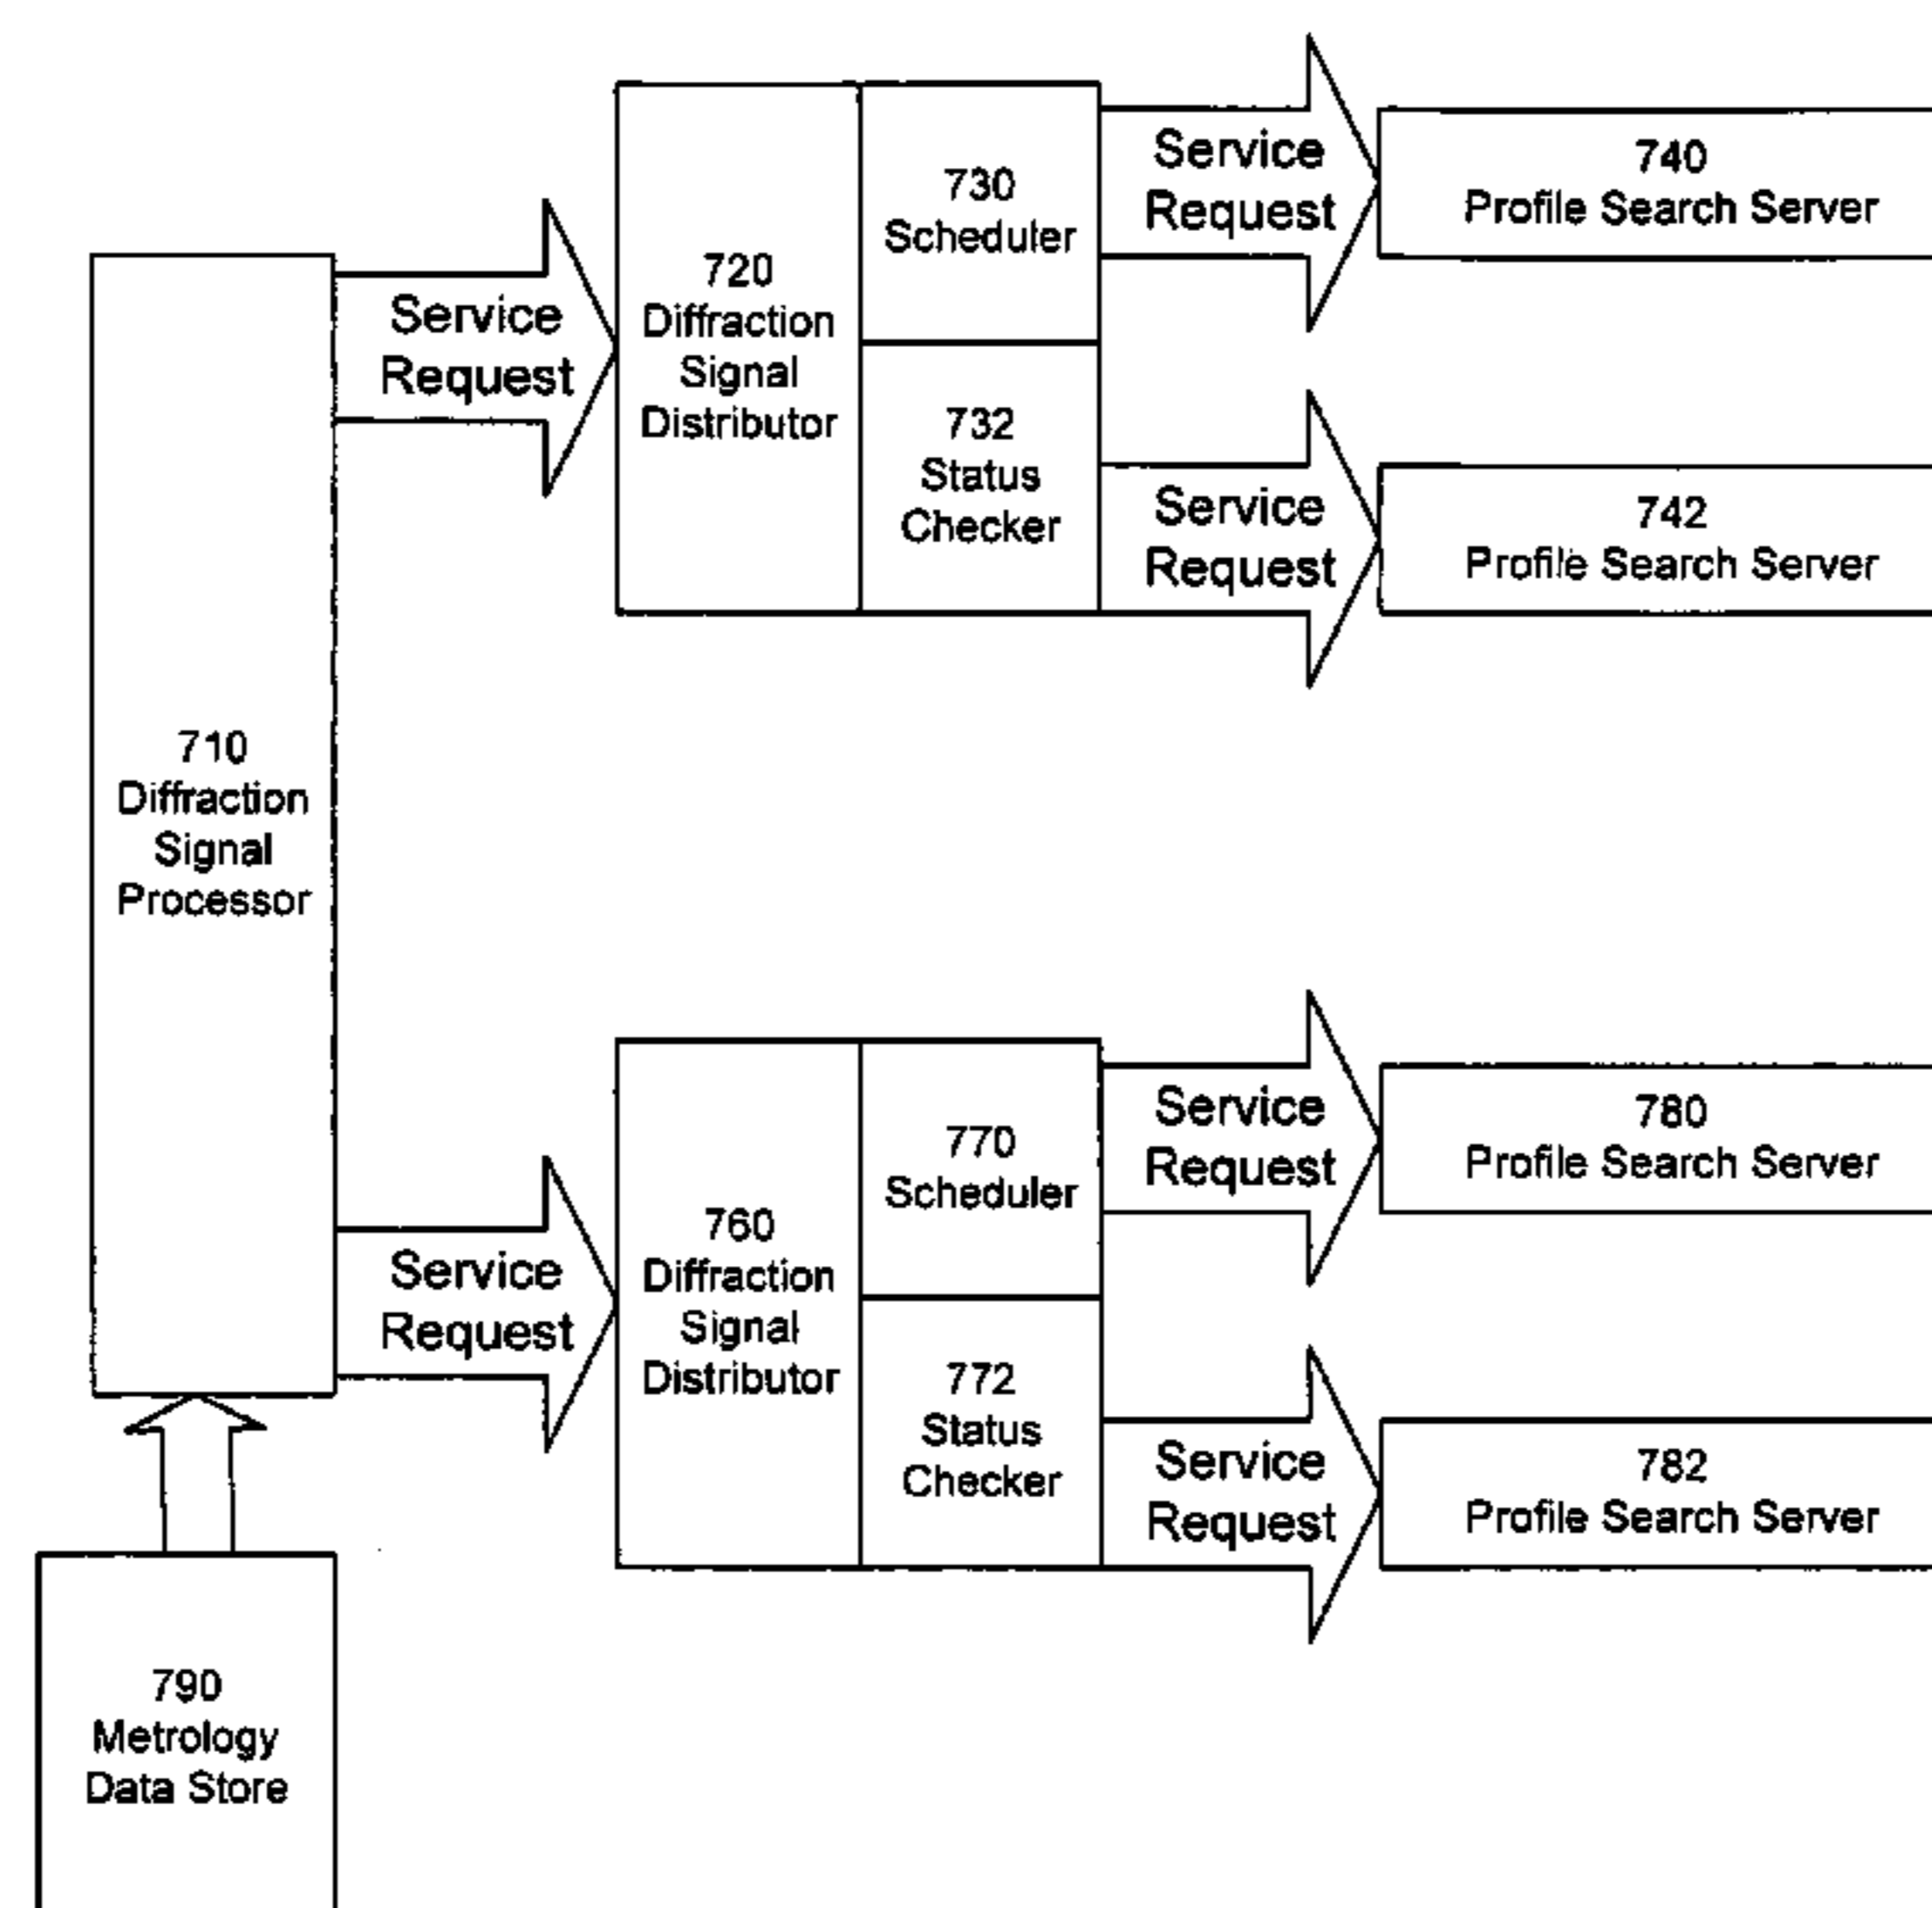 710
Diffraction
Signal
Processor
Service
Request
720
Diffraction
Signal
Distributor
730
Scheduler
732
Status
Checker
Service
Request
740
Profile Search Server
Service
Request
742
Profile Search Server
Service
Request
760
Diffraction
Signal
Distributor
770
Scheduler
772
Status
Checker
Service
Request
780
Profile Search Server
Service
Request
782
Profile Search Server
790
Metrology
Data Store